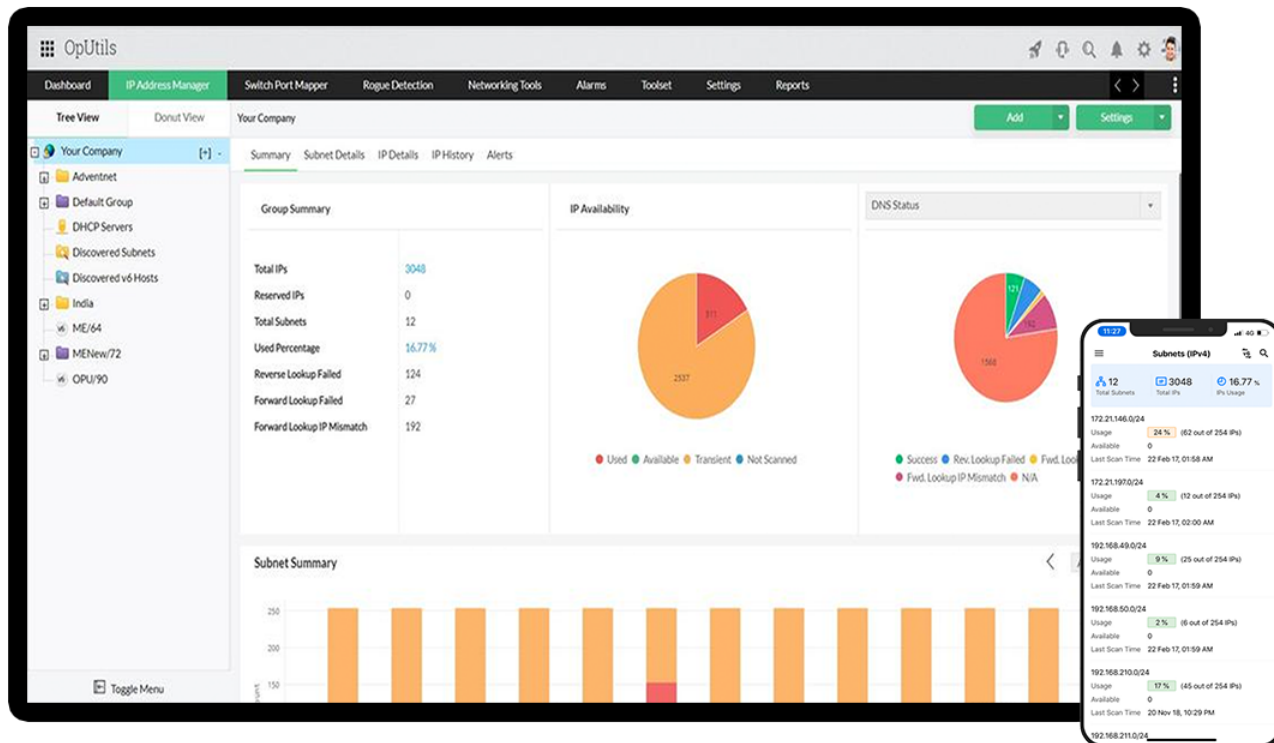 OpUtils
Dashboard IP Address Manager Switch Port Mapper Rogue Detection Networking Tools Alarms Toolset Settings Reports
Tree View Donut View Your Company Add Settings
Your Company [+] -
Summary Subnet Details IP Details IP History Alerts
Adventnet
Default Group
DHCP Servers
Discovered Subnets
Discovered v6 Hosts
India
v6 ME/64
MENew/72
v6 OPU/90
Toggle Menu
Group Summary
Total IPs 3048
Reserved IPs 0
Total Subnets 12
Used Percentage 16.77 %
Reverse Lookup Failed 124
Forward Lookup Failed 27
Forward Lookup IP Mismatch 192
IP Availability
511
2537
Used Available Transient Not Scanned
DNS Status
121
192
1568
Success Rev. Lookup Failed Fwd.
Fwd. Lookup IP Mismatch N/A
Subnet Summary
250
200
150
11:27 4G
Subnets (IPv4)
12 3048 16.77 %
Total Subnets Total IPs IPs Usage
172.21.146.0/24
Usage 24 % (62 out of 254 IPs)
Available 0
Last Scan Time 22 Feb 17, 01:58 AM
172.21.197.0/24
Usage 4 % (12 out of 254 IPs)
Available 0
Last Scan Time 22 Feb 17, 02:00 AM
192.168.49.0/24
Usage 9 % (25 out of 254 IPs)
Available 0
Last Scan Time 22 Feb 17, 01:59 AM
192.168.50.0/24
Usage 2 % (6 out of 254 IPs)
Available 0
Last Scan Time 22 Feb 17, 01:59 AM
192.168.210.0/24
Usage 17 % (45 out of 254 IPs)
Available 0
Last Scan Time 20 Nov 18, 10:29 PM
192.168.211.0/24